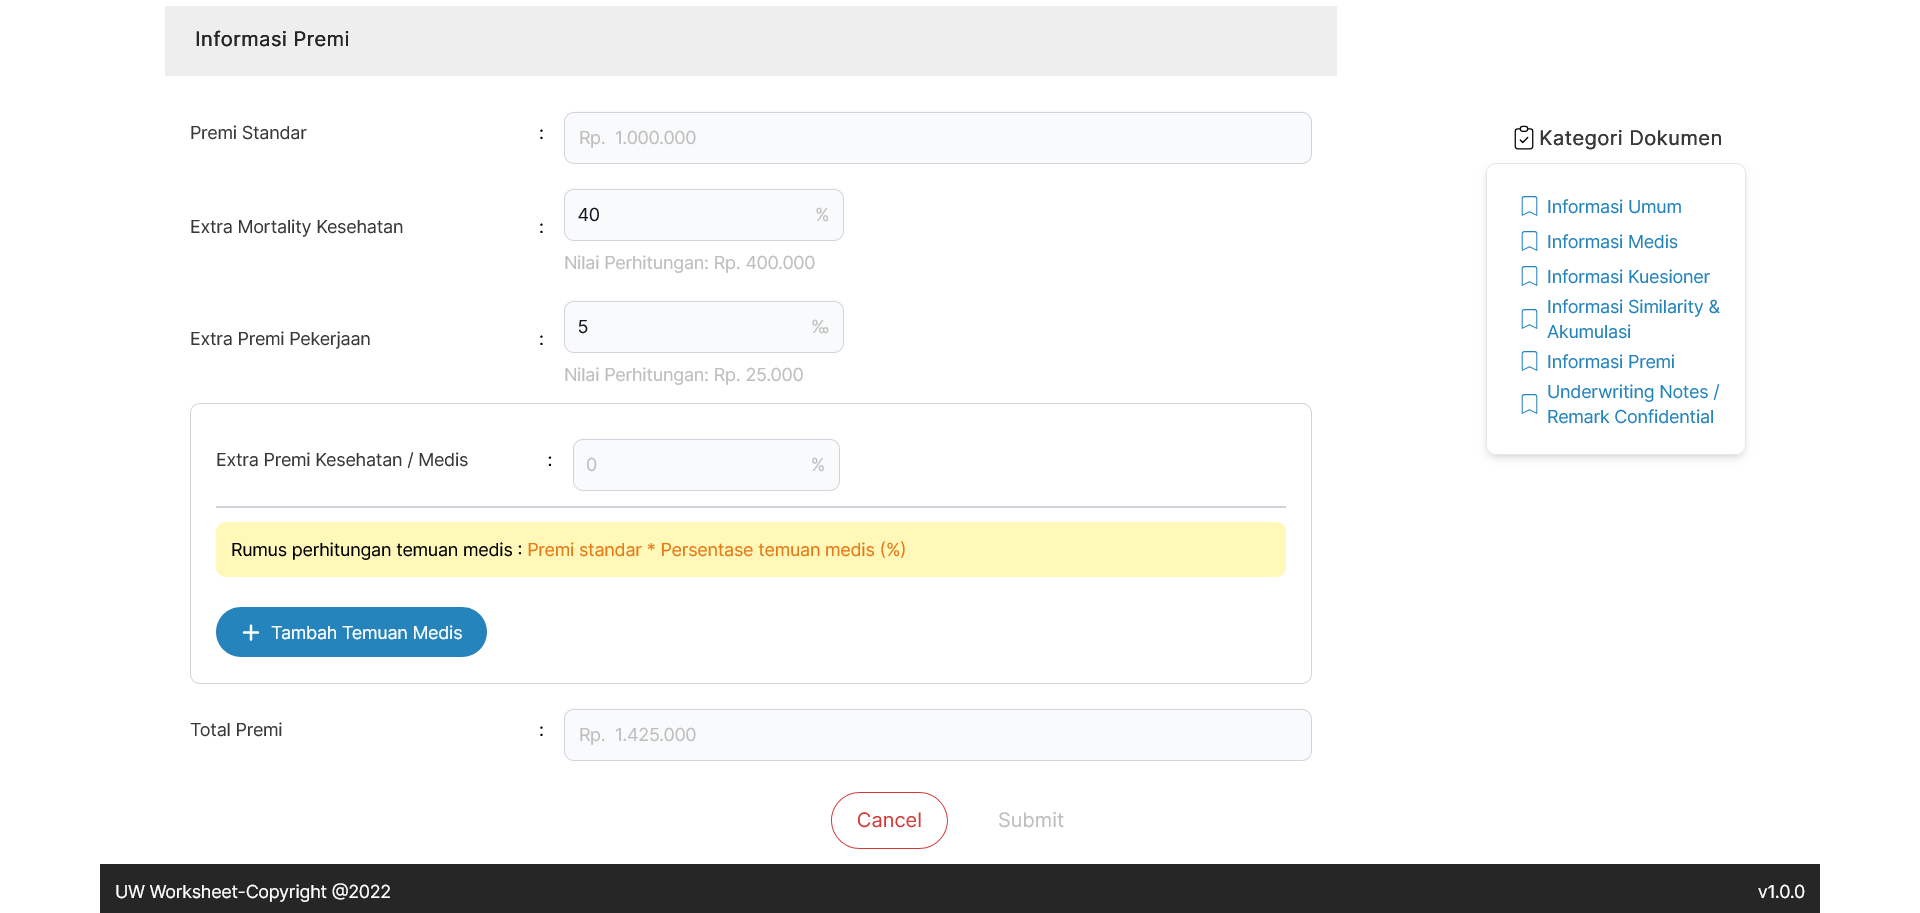 Informasi Premi
Premi Standar : Rp. 1.000.000
Extra Mortality Kesehatan : 40 %
Nilai Perhitungan: Rp. 400.000
Extra Premi Pekerjaan : 5 ‰
Nilai Perhitungan: Rp. 25.000
Extra Premi Kesehatan / Medis : 0 %
Rumus perhitungan temuan medis : Premi standar * Persentase temuan medis (%)
+ Tambah Temuan Medis
Total Premi : Rp. 1.425.000
Cancel Submit
Kategori Dokumen
Informasi Umum
Informasi Medis
Informasi Kuesioner
Informasi Similarity &
Akumulasi
Informasi Premi
Underwriting Notes /
Remark Confidential
UW Worksheet-Copyright @2022 v1.0.0